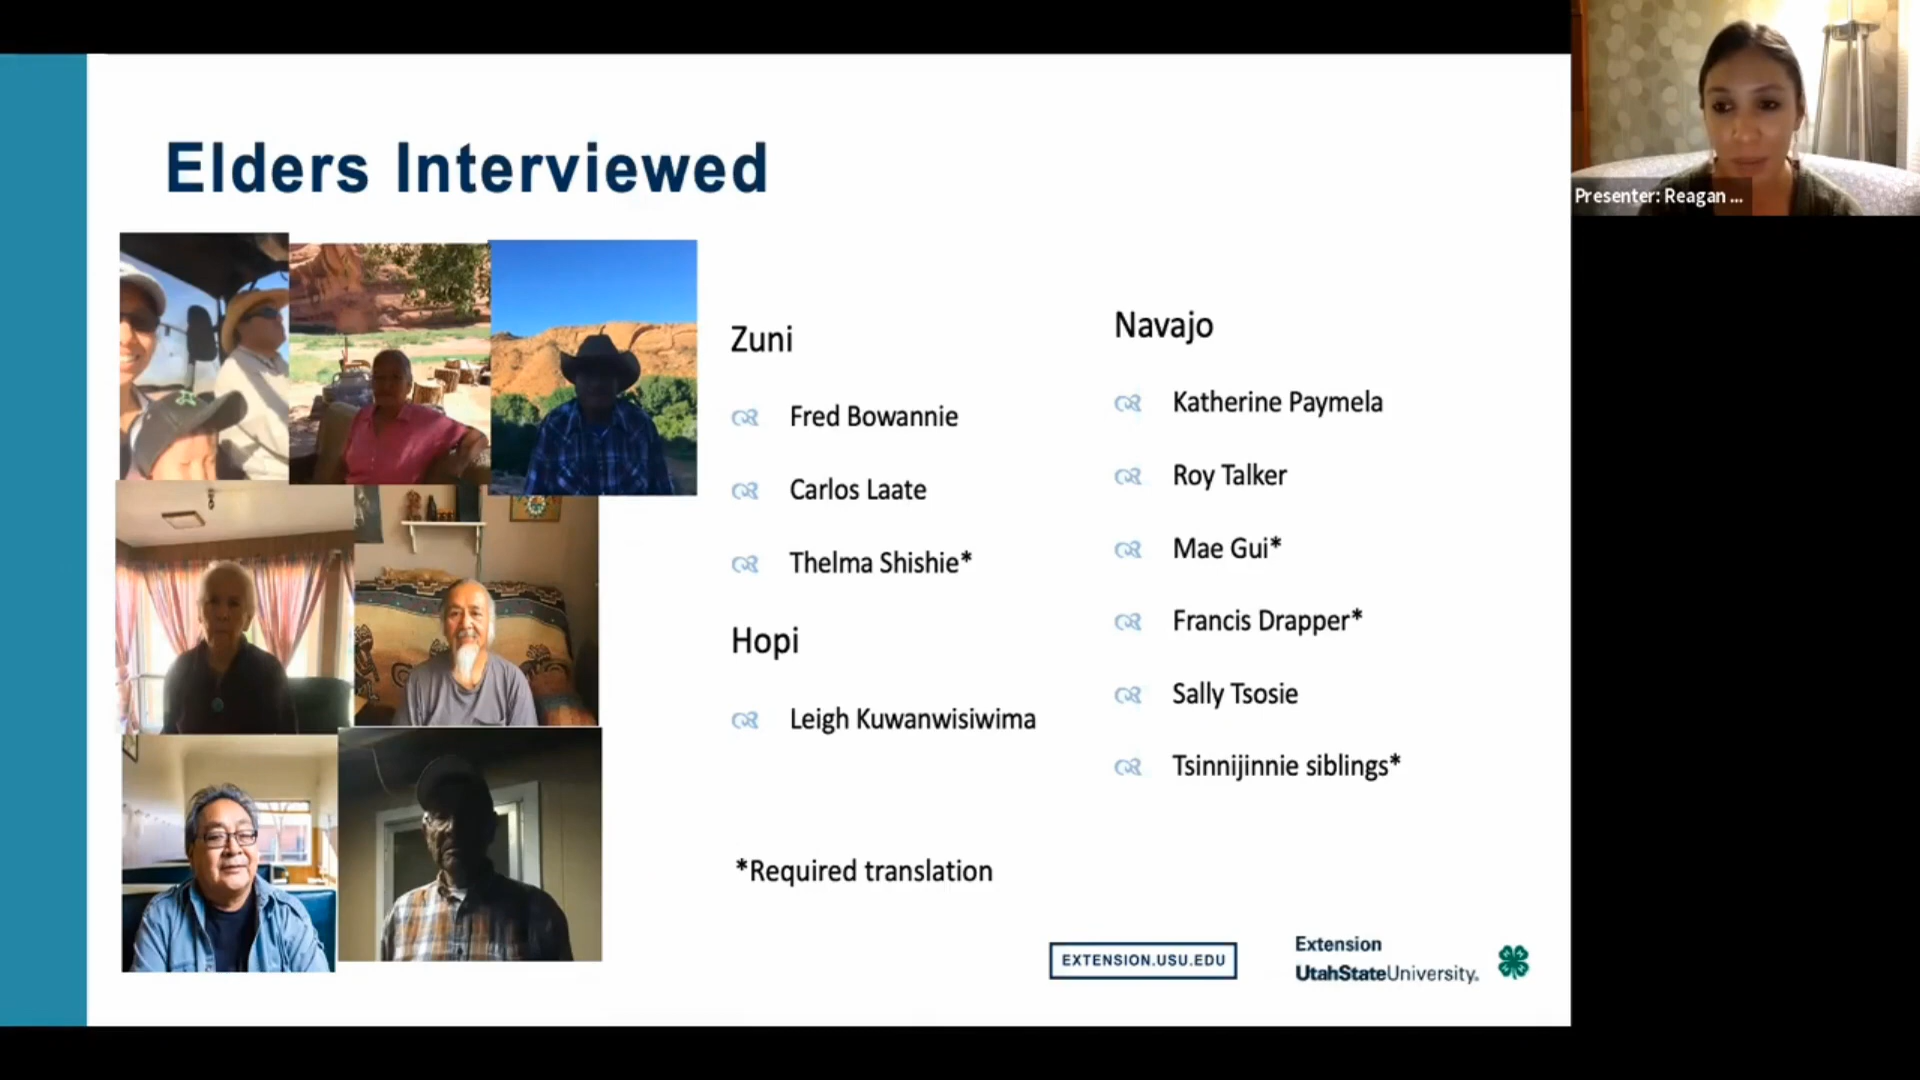 Elders Interviewed
Zuni
Fred Bowannie
Carlos Laate
Thelma Shishie*
Hopi
Leigh Kuwanwisiwima
*Required translation
Navajo
Katherine Paymela
Roy Talker
Mae Gui*
Francis Drapper*
Sally Tsosie
Tsinnijinnie siblings*
EXTENSION.USU.EDU
Extension
UtahStateUniversity.
Presenter: Reagan ...